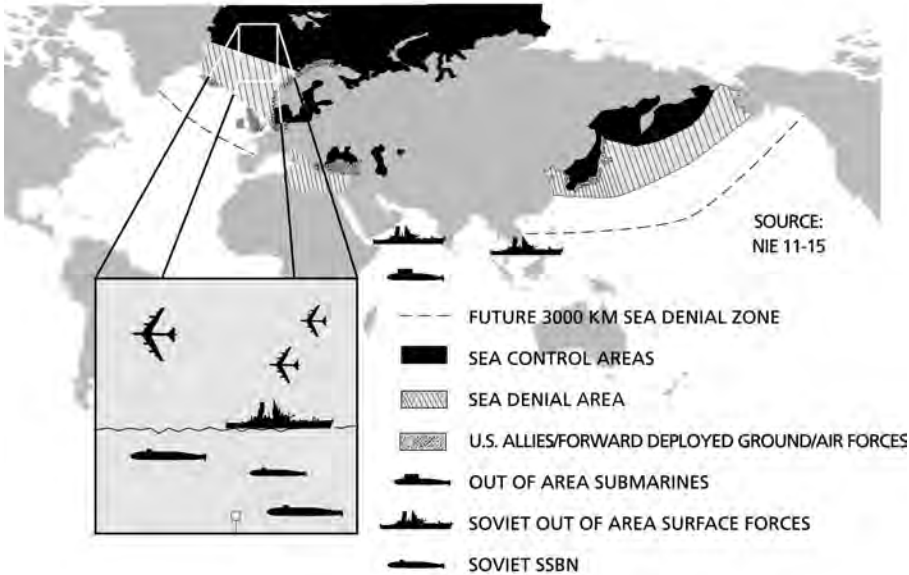 SOURCE:
NIE 11-15
FUTURE 3000 KM SEA DENIAL ZONE
SEA CONTROL AREAS
SEA DENIAL AREA
U.S. ALLIES/FORWARD DEPLOYED GROUND/AIR FORCES
OUT OF AREA SUBMARINES
SOVIET OUT OF AREA SURFACE FORCES
SOVIET SSBN